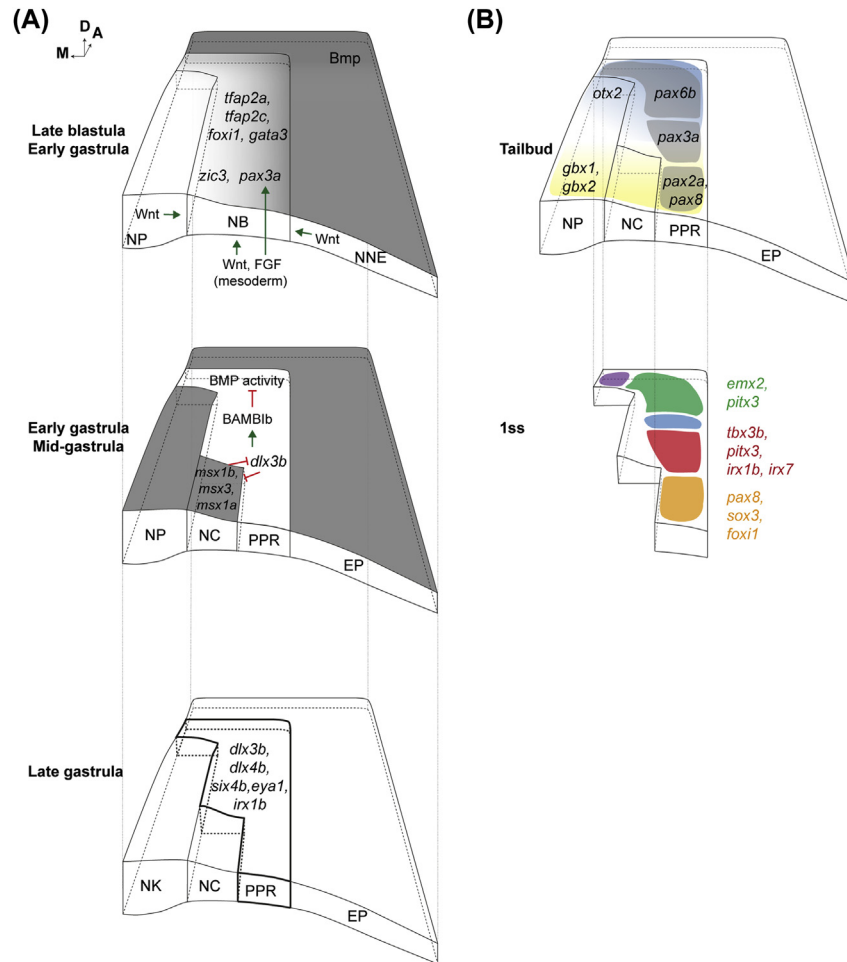 (A)
D
A
M
Bmp
Late blastula
Early gastrula
tfap2a,
tfap2c,
foxi1, gata3
zic3, pax3a
Wnt
NP
NB
Wnt
NNE
Wnt, FGF
(mesoderm)
Early gastrula
Mid-gastrula
BMP activity
BAMBIb
dlx3b
msx1b,
msx3,
msx1a
NP
NC
PPR
EP
Late gastrula
dlx3b,
dlx4b,
six4b,eya1,
irx1b
NK
NC
PPR
EP
(B)
Tailbud
otx2
pax6b
pax3a
gbx1,
gbx2
pax2a,
pax8
NP
NC
PPR
EP
1ss
emx2,
pitx3
tbx3b,
pitx3,
irx1b, irx7
pax8,
sox3,
foxi1